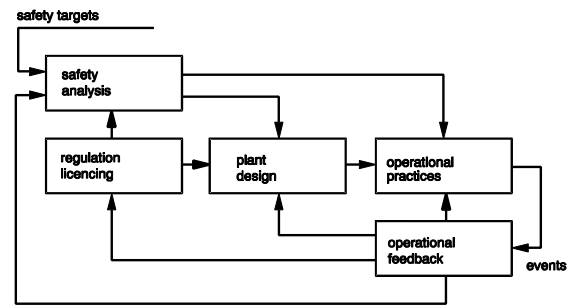 safety targets
safety
analysis
regulation
licencing
plant
design
operational
practices
operational
feedback
events